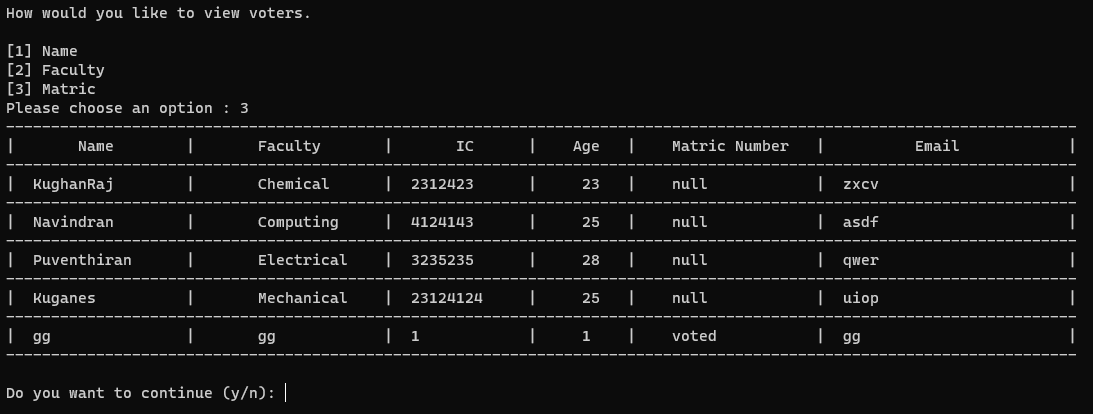 How would you like to view voters.
[1] Name
[2] Faculty
[3] Matric
Please choose an option : 3
-----------------------------------------------------------------------------------------------------------------------
|       Name        |       Faculty       |       IC      |    Age   |    Matric Number   |          Email            |
-----------------------------------------------------------------------------------------------------------------------
|  KughanRaj        |       Chemical      |  2312423      |     23   |    null            |  zxcv                     |
-----------------------------------------------------------------------------------------------------------------------
|  Navindran        |       Computing     |  4124143      |     25   |    null            |  asdf                     |
-----------------------------------------------------------------------------------------------------------------------
|  Puventhiran      |       Electrical    |  3235235      |     28   |    null            |  qwer                     |
-----------------------------------------------------------------------------------------------------------------------
|  Kuganes          |       Mechanical    |  23124124     |     25   |    null            |  uiop                     |
-----------------------------------------------------------------------------------------------------------------------
|  gg               |       gg            |  1            |     1    |    voted           |  gg                       |
-----------------------------------------------------------------------------------------------------------------------
Do you want to continue (y/n):